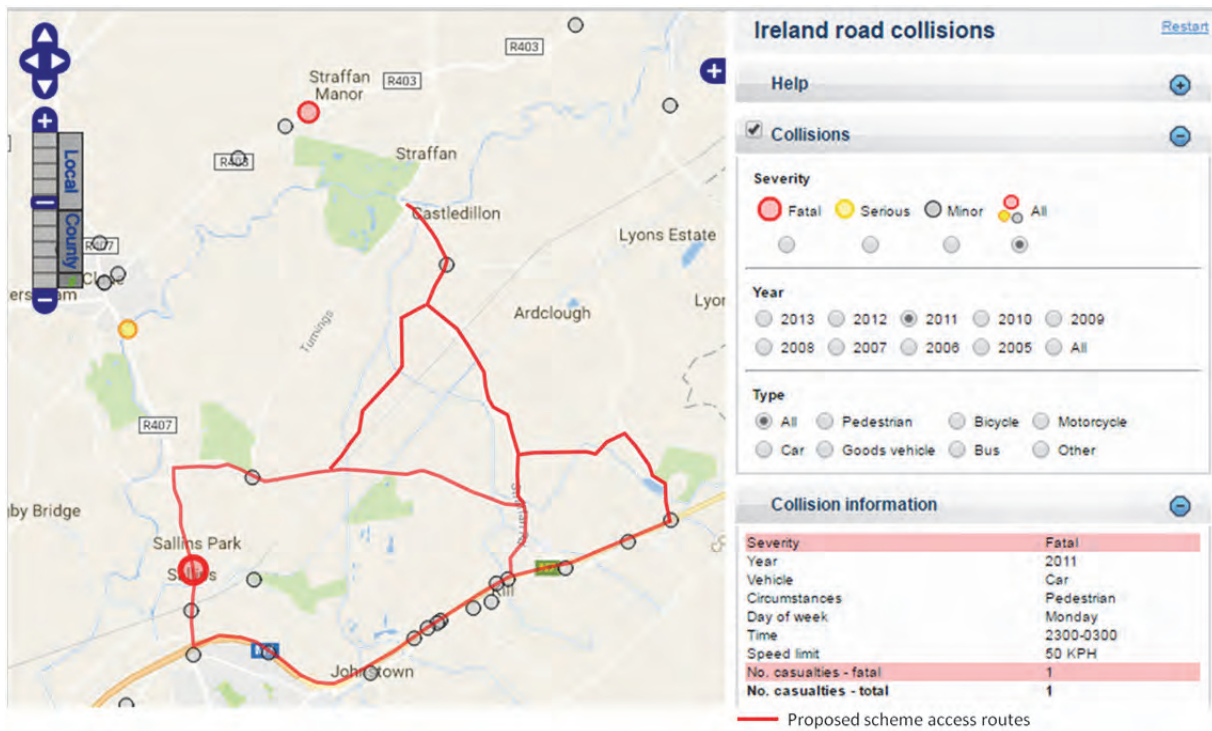 R403
Straffan
Manor
R403
Straffan
R403
Castledillon
Lyons Estate
R407
Local
County
Ardclough
Turnings
R407
Sallins Park
Sallins
Kill
Johnstown
Ireland road collisions
Restart
Help
Collisions
Severity
Fatal Serious Minor All
Year
2013 2012 2011 2010 2009
2008 2007 2006 2005 All
Type
All Pedestrian Bicycle Motorcycle
Car Goods vehicle Bus Other
Collision information
Severity Fatal
Year 2011
Vehicle Car
Circumstances Pedestrian
Day of week Monday
Time 2300-0300
Speed limit 50 KPH
No. casualties - fatal 1
No. casualties - total 1
Proposed scheme access routes